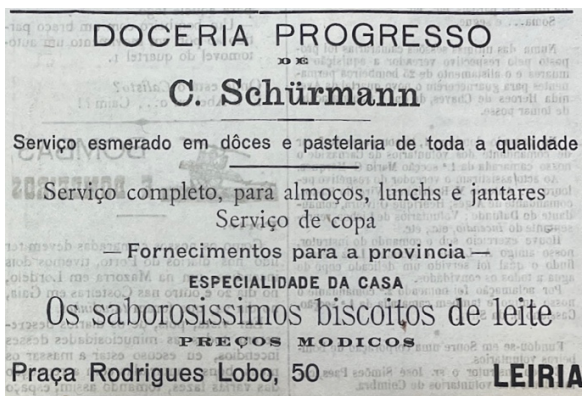 DOCERIA PROGRESSO
DE
C. Schürmann
Serviço esmerado em dôces e pastelaria de toda a qualidade
Serviço completo, para almoços, lunchs e jantares
Serviço de copa
— Fornecimentos para a provincia —
ESPECIALIDADE DA CASA
Os saborosissimos biscoitos de leite
PREÇOS MODICOS
Praça Rodrigues Lobo, 50 LEIRIA